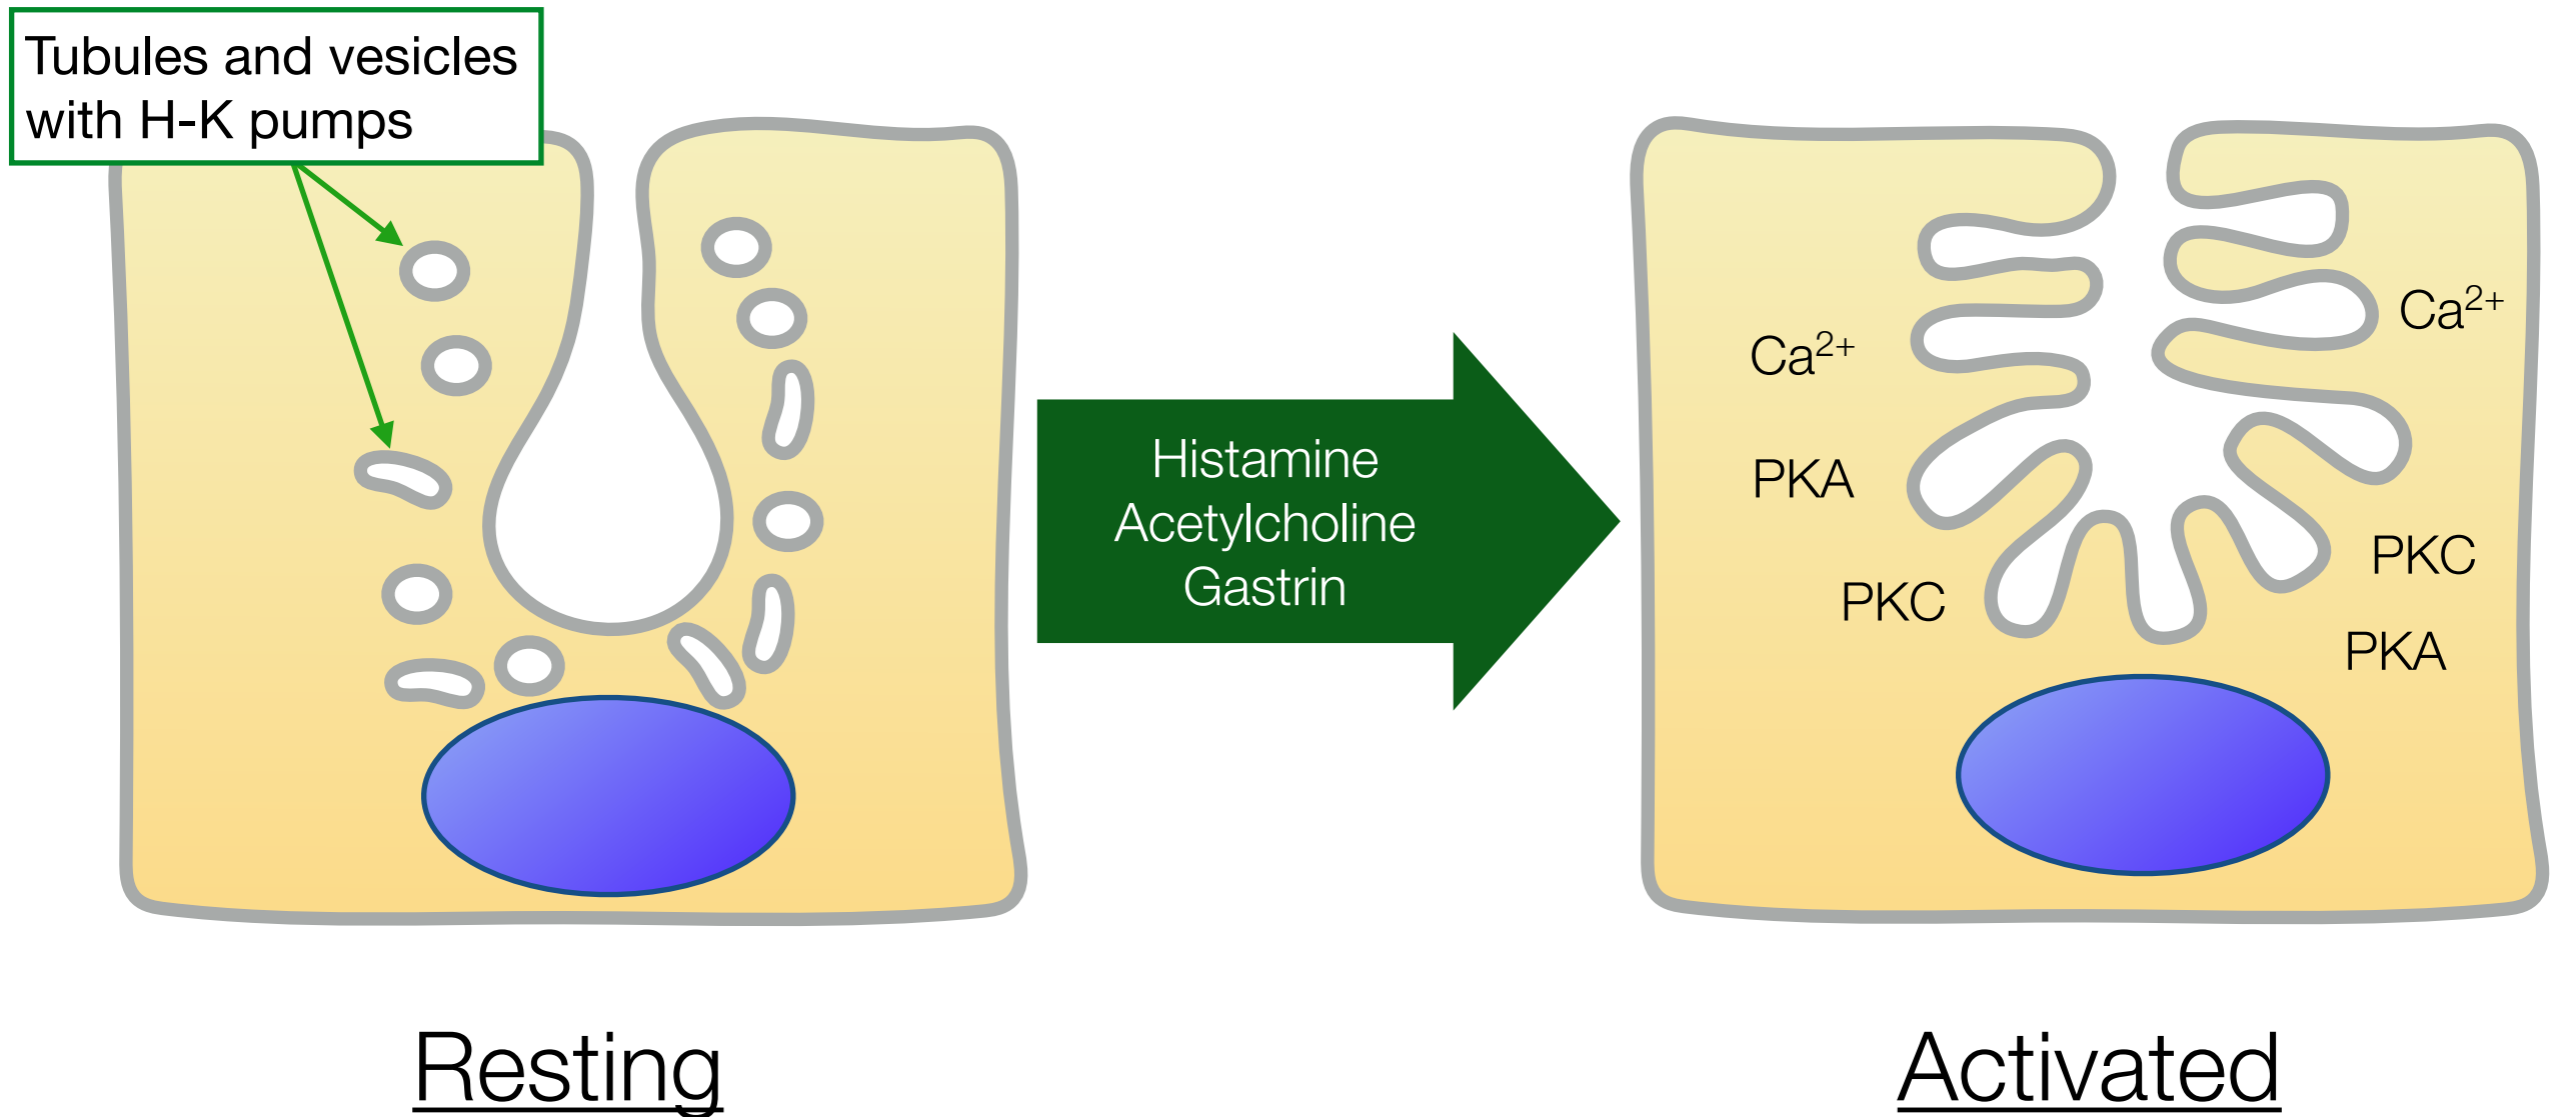 Tubules and vesicles
with H-K pumps
Histamine
Acetylcholine
Gastrin
Ca²⁺
PKA
PKC
Ca²⁺
PKC
PKA
Resting
Activated